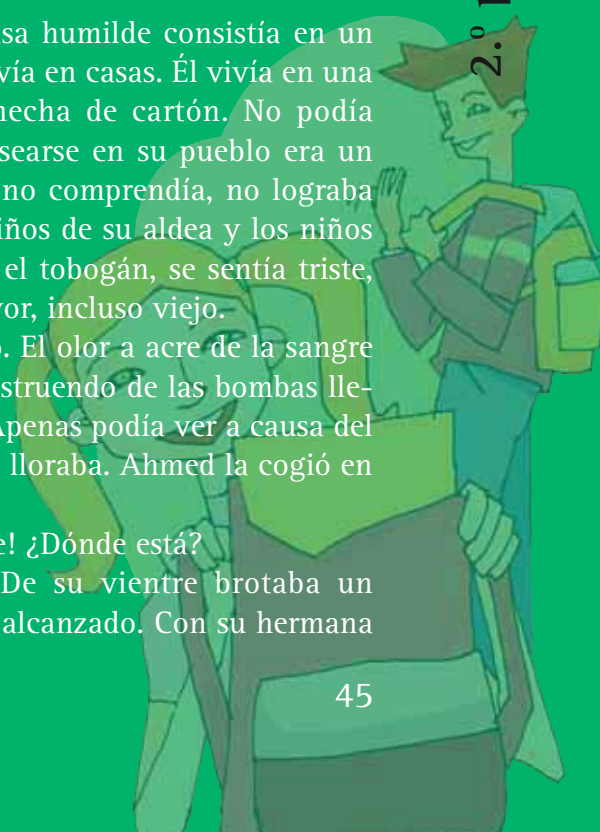 sa humilde consistía en un
vía en casas. Él vivía en una
hecha de cartón. No podía
searse en su pueblo era un
no comprendía, no lograba
iños de su aldea y los niños
el tobogán, se sentía triste,
yor, incluso viejo.
o. El olor a acre de la sangre
struendo de las bombas lle-
Apenas podía ver a causa del
lloraba. Ahmed la cogió en
e! ¿Dónde está?
De su vientre brotaba un
alcanzado. Con su hermana
45
2.º